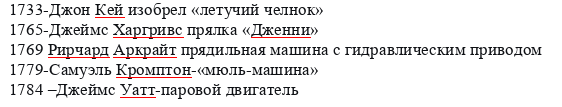 1733-Джон Кей изобрел «летучий челнок»
1765-Джеймс Харгривс прялка «Дженни»
1769 Рирчард Аркрайт прядильная машина с гидравлическим приводом
1779-Самуэль Кромптон-«мюль-машина»
1784 –Джеймс Уатт-паровой двигатель